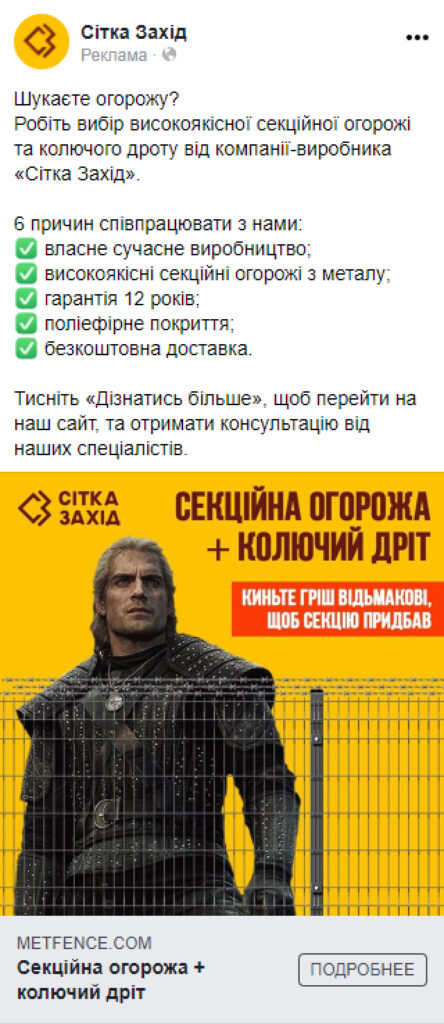 Сітка Захід
Реклама ·
Шукаєте огорожу?
Робіть вибір високоякісної секційної огорожі
та колючого дроту від компанії-виробника
«Сітка Захід».
6 причин співпрацювати з нами:
✅ власне сучасне виробництво;
✅ високоякісні секційні огорожі з металу;
✅ гарантія 12 років;
✅ поліефірне покриття;
✅ безкоштовна доставка.
Тисніть «Дізнатись більше», щоб перейти на
наш сайт, та отримати консультацію від
наших спеціалістів.
СІТКА
ЗАХІД
СЕКЦІЙНА ОГОРОЖА
+ КОЛЮЧИЙ ДРІТ
КИНЬТЕ ГРІШ ВІДЬМАКОВІ,
ЩОБ СЕКЦІЮ ПРИДБАВ
METFENCE.COM
Секційна огорожа +
колючий дріт
ПОДРОБНЕЕ